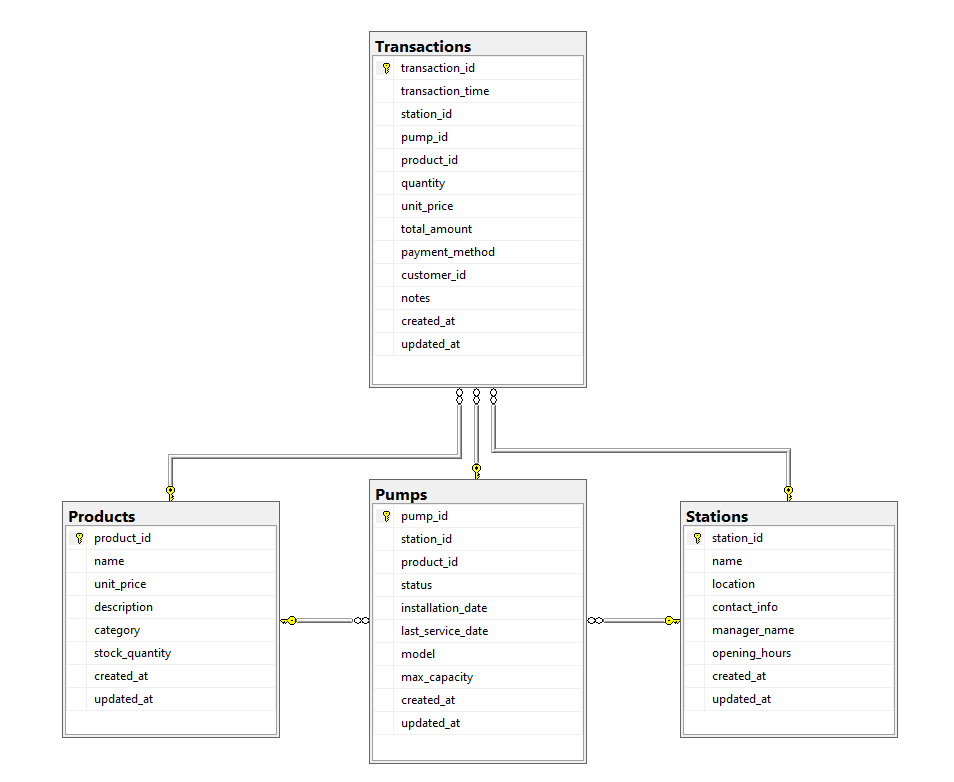 Transactions
transaction_id
transaction_time
station_id
pump_id
product_id
quantity
unit_price
total_amount
payment_method
customer_id
notes
created_at
updated_at
Products
product_id
name
unit_price
description
category
stock_quantity
created_at
updated_at
Pumps
pump_id
station_id
product_id
status
installation_date
last_service_date
model
max_capacity
created_at
updated_at
Stations
station_id
name
location
contact_info
manager_name
opening_hours
created_at
updated_at